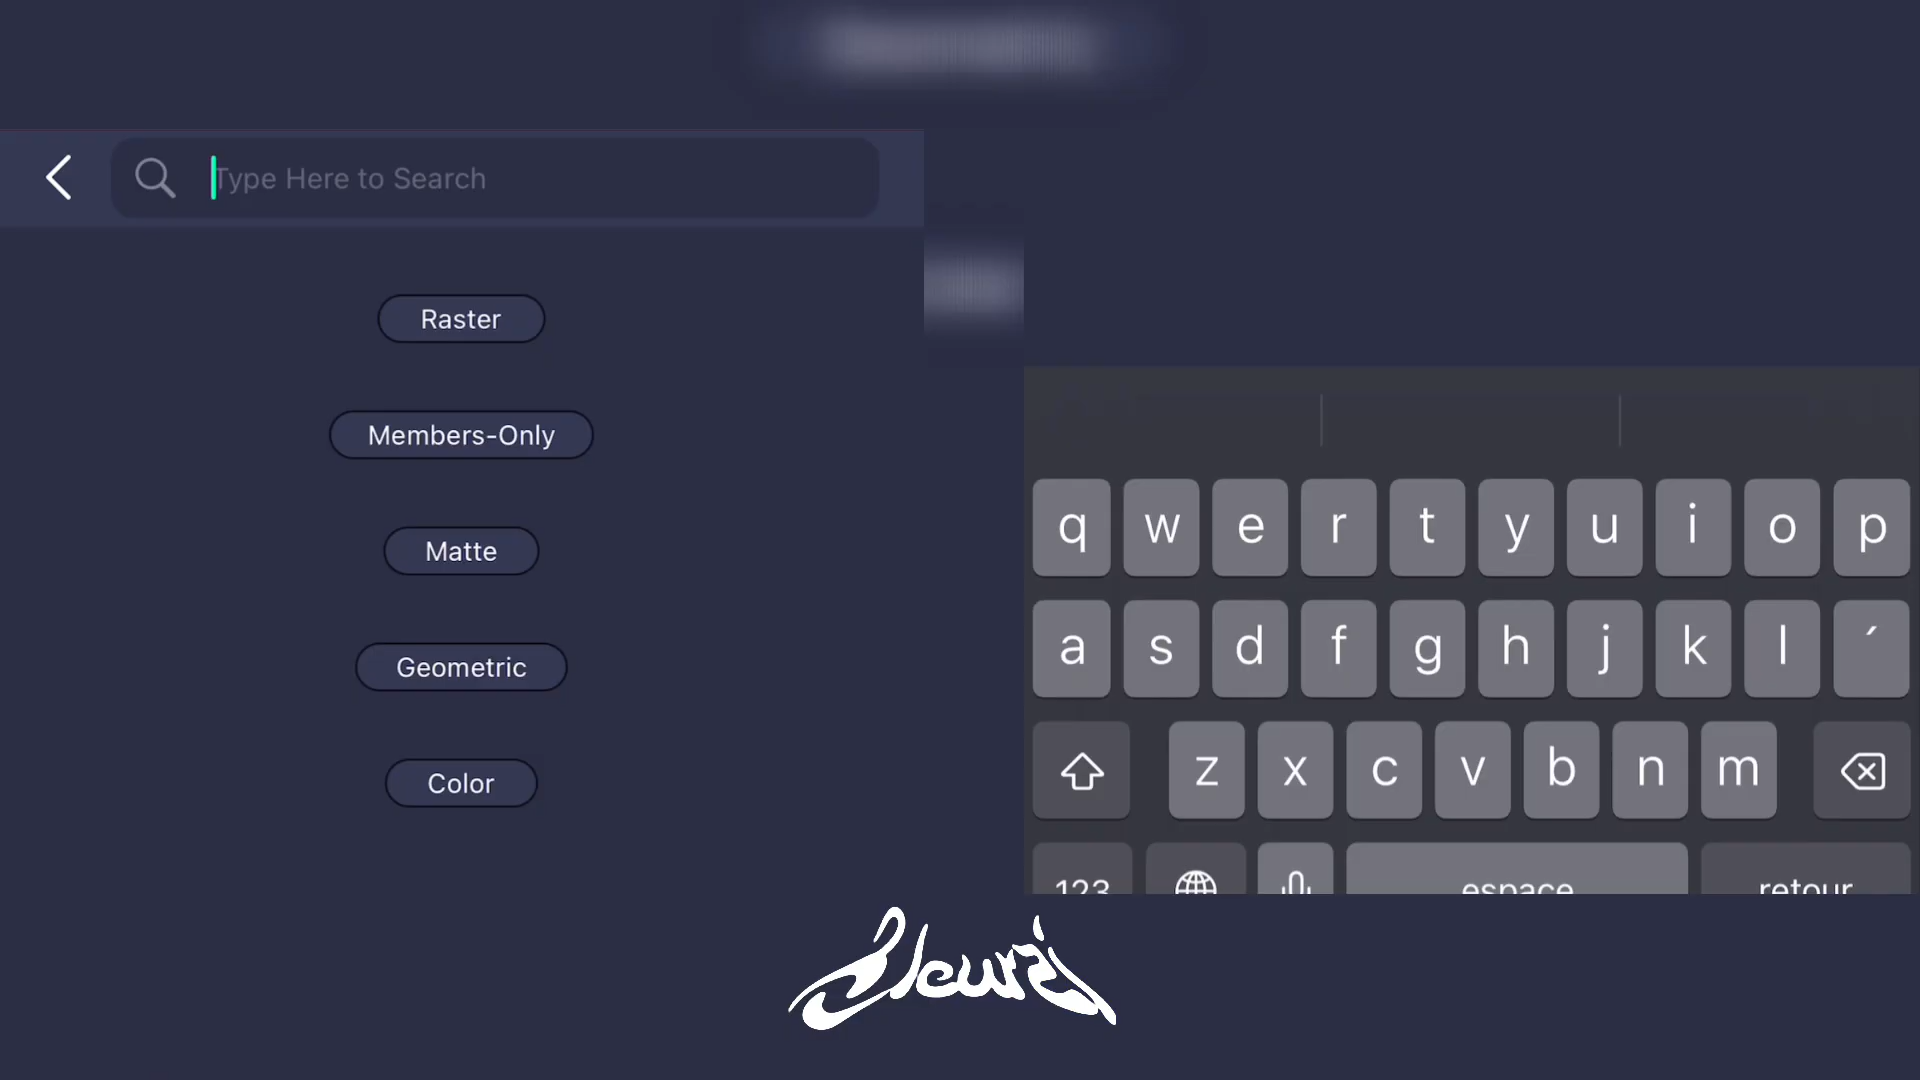 Type Here to Search
Raster
Members-Only
Matte
Geometric
Color
q w e r t y u i o p
a s d f g h j k l ´
z x c v b n m
123 espace retour